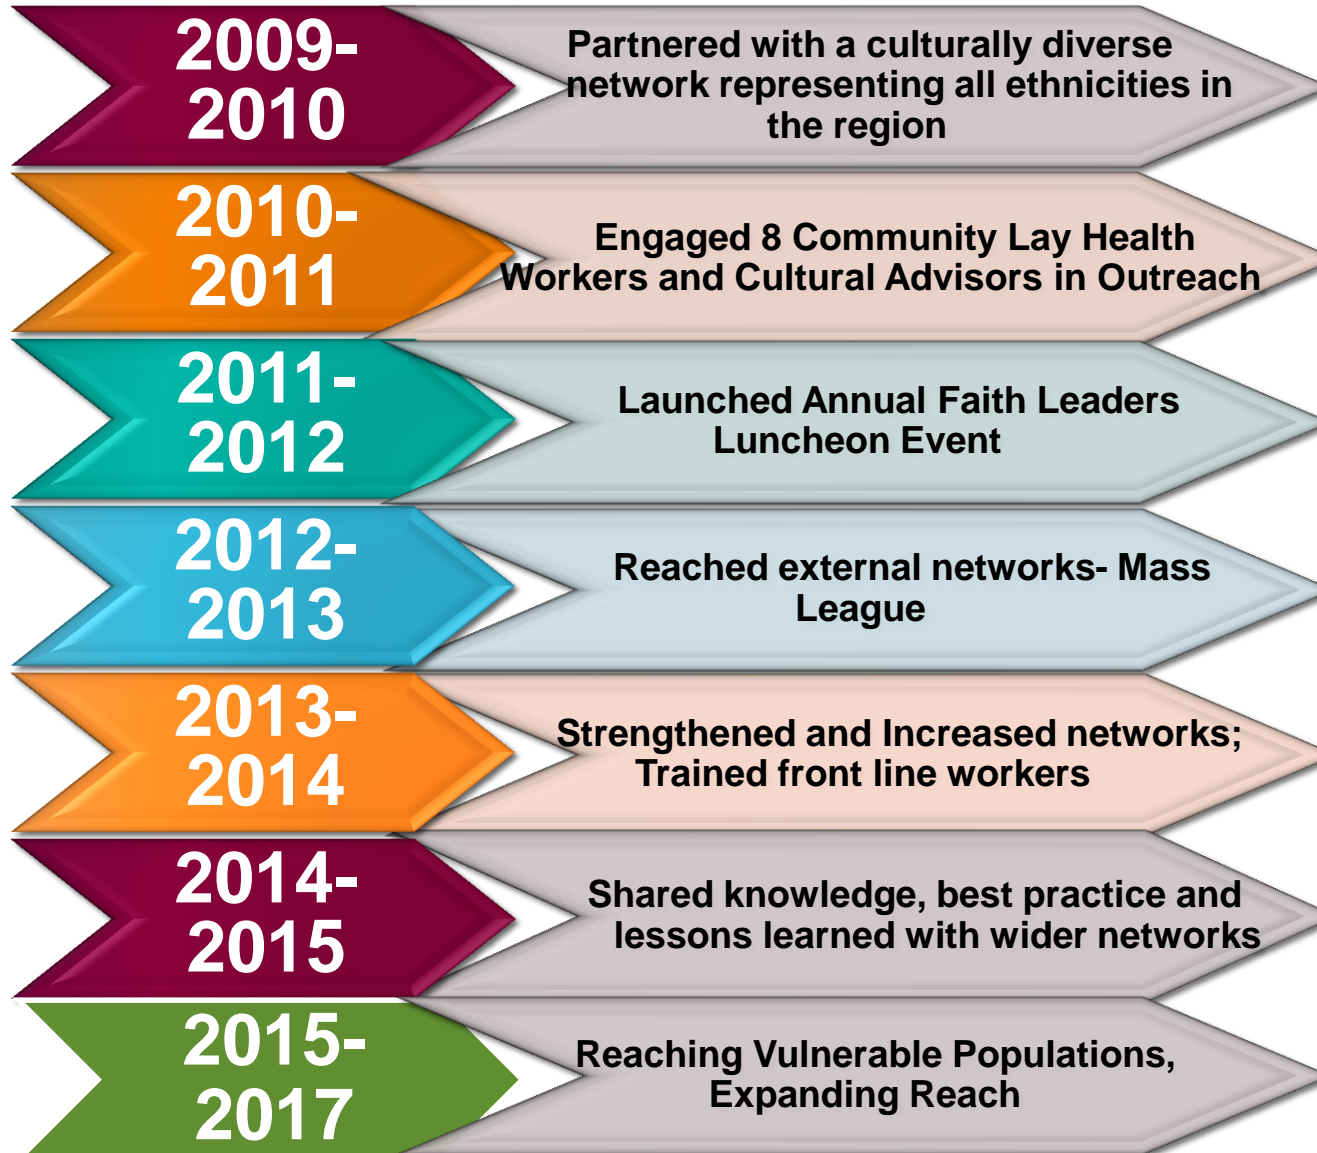 2009-
2010
Partnered with a culturally diverse
network representing all ethnicities in
the region
2010-
2011
Engaged 8 Community Lay Health
Workers and Cultural Advisors in Outreach
2011-
2012
Launched Annual Faith Leaders
Luncheon Event
2012-
2013
Reached external networks- Mass
League
2013-
2014
Strengthened and Increased networks;
Trained front line workers
2014-
2015
Shared knowledge, best practice and
lessons learned with wider networks
2015-
2017
Reaching Vulnerable Populations,
Expanding Reach